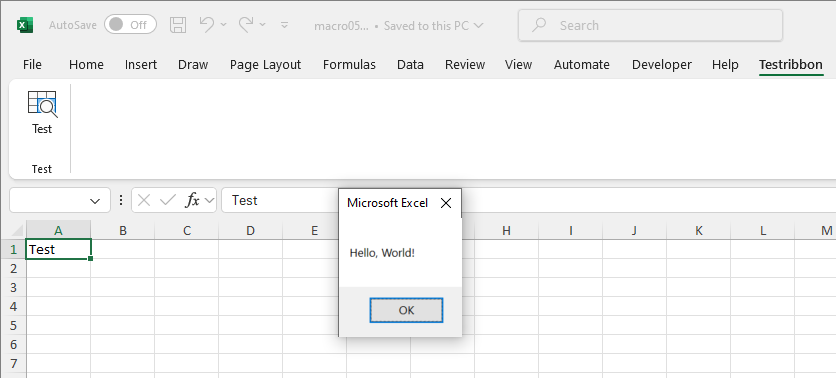 AutoSave Off macro05... • Saved to this PC Search
File Home Insert Draw Page Layout Formulas Data Review View Automate Developer Help Testribbon
Test
Test
fx Test
Microsoft Excel
Hello, World!
OK
A B C D E H I J K L M
1 Test
2
3
4
5
6
7